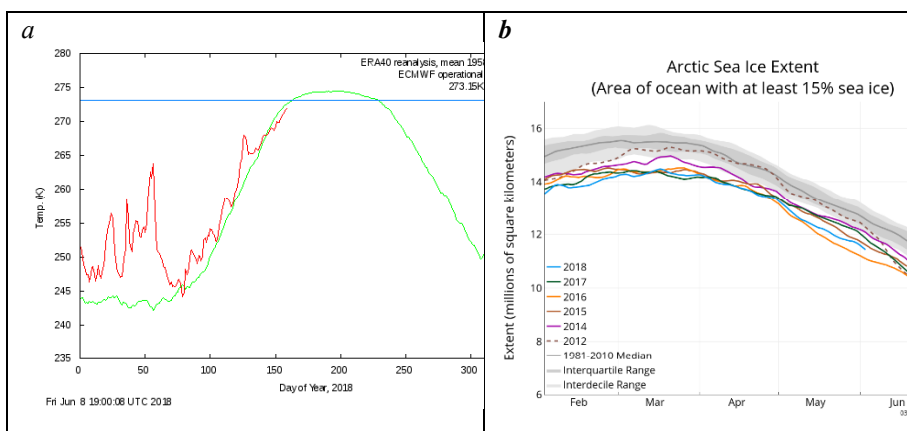 a
280
275
270
265
260
255
250
245
240
235
Temp. (K)
ERA40 reanalysis, mean 1958
ECMWF operational
273.15K
0
50
100
150
200
250
300
Day of Year, 2018
Fri Jun 8 19:00:08 UTC 2018
b
Arctic Sea Ice Extent
(Area of ocean with at least 15% sea ice)
Extent (millions of square kilometers)
16
14
12
10
8
6
2018
2017
2016
2015
2014
2012
1981-2010 Median
Interquartile Range
Interdecile Range
Feb
Mar
Apr
May
Jun
03